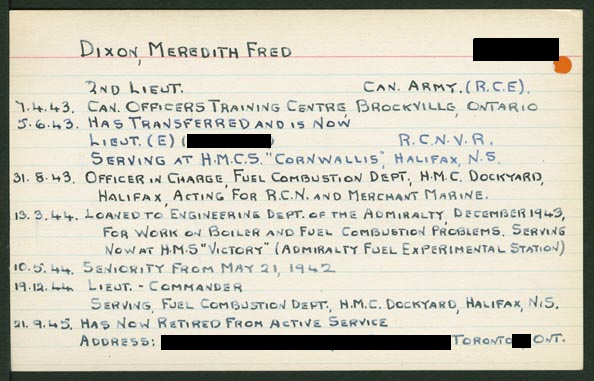 Dixon, Meredith Fred
2nd Lieut. Can. Army. (R.C.E).
7.4.43. Can. Officers Training Centre, Brockville, Ontario
5.6.43. Has Transferred and is Now
Lieut. (E) ( R.C.N.V.R.
Serving at H.M.C.S. "Cornwallis", Halifax, N.S.
31.8.43. Officer in Charge, Fuel Combustion Dept., H.M.C. Dockyard,
Halifax, Acting for R.C.N. and Merchant Marine.
13.3.44. Loaned to Engineering Dept. of the Admiralty, December 1943,
for Work on Boiler and Fuel Combustion Problems. Serving
Now at H.M.S "Victory" (Admiralty Fuel Experimental Station)
10.5.44. Seniority From May 21, 1942
19.12.44. Lieut. - Commander
Serving, Fuel Combustion Dept., H.M.C. Dockyard, Halifax, N.S.
21.9.45. Has Now Retired From Active Service
Address: Toronto Ont.